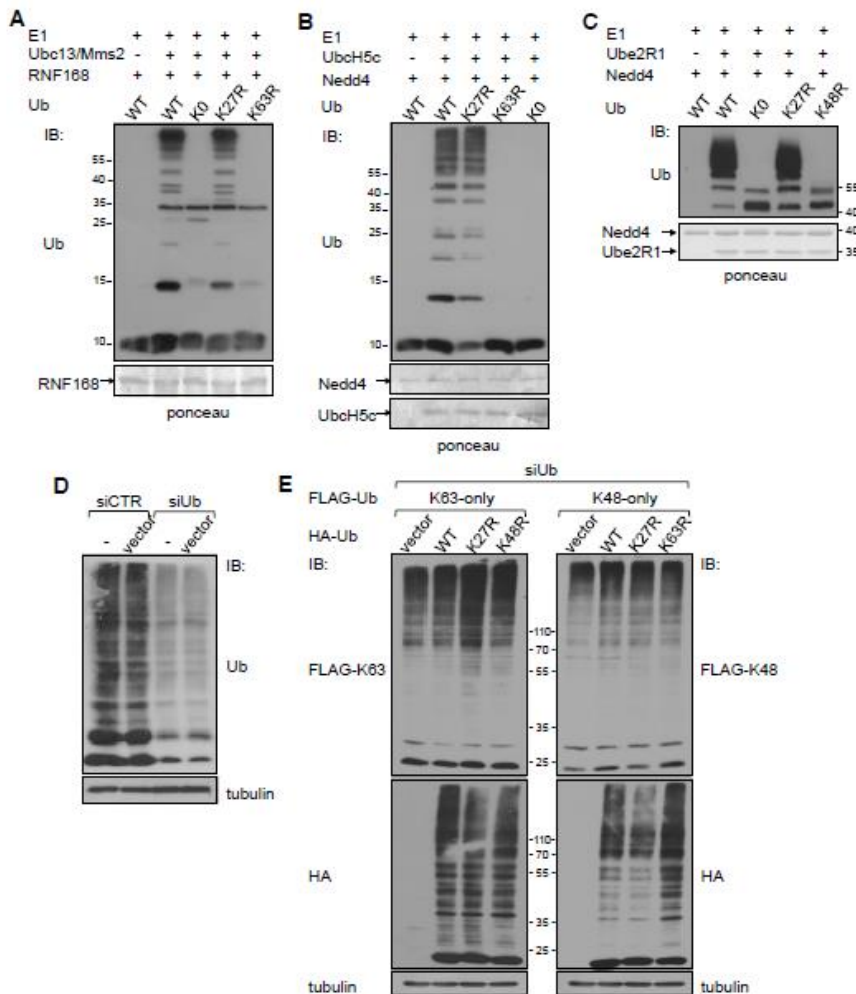 A
E1 + + + + +
Ubc13/Mms2 - + + + +
RNF168 + + + + +
Ub WT WT K0 K27R K63R
IB:
55-
40-
35-
25-
Ub
15-
10-
RNF168
ponceau
B
E1 + + + + +
UbcH5c - + + + +
Nedd4 + + + + +
Ub WT WT K27R K63R K0
IB:
55-
40-
35-
Ub 25-
15-
10-
Nedd4
UbcH5c
ponceau
C
E1 + + + + +
Ube2R1 - + + + +
Nedd4 + + + + +
Ub WT WT K0 K27R K48R
IB:
Ub
-55
-40
Nedd4 -40
Ube2R1 -35
ponceau
D
siCTR siUb
- vector - vector
IB:
Ub
tubulin
E
siUb
FLAG-Ub K63-only K48-only
HA-Ub vector WT K27R K48R vector WT K27R K63R
IB: IB:
-110-
-70-
FLAG-K63 -55- FLAG-K48
-35-
-25-
-110-
-70-
HA -55- HA
-35-
-25-
tubulin tubulin